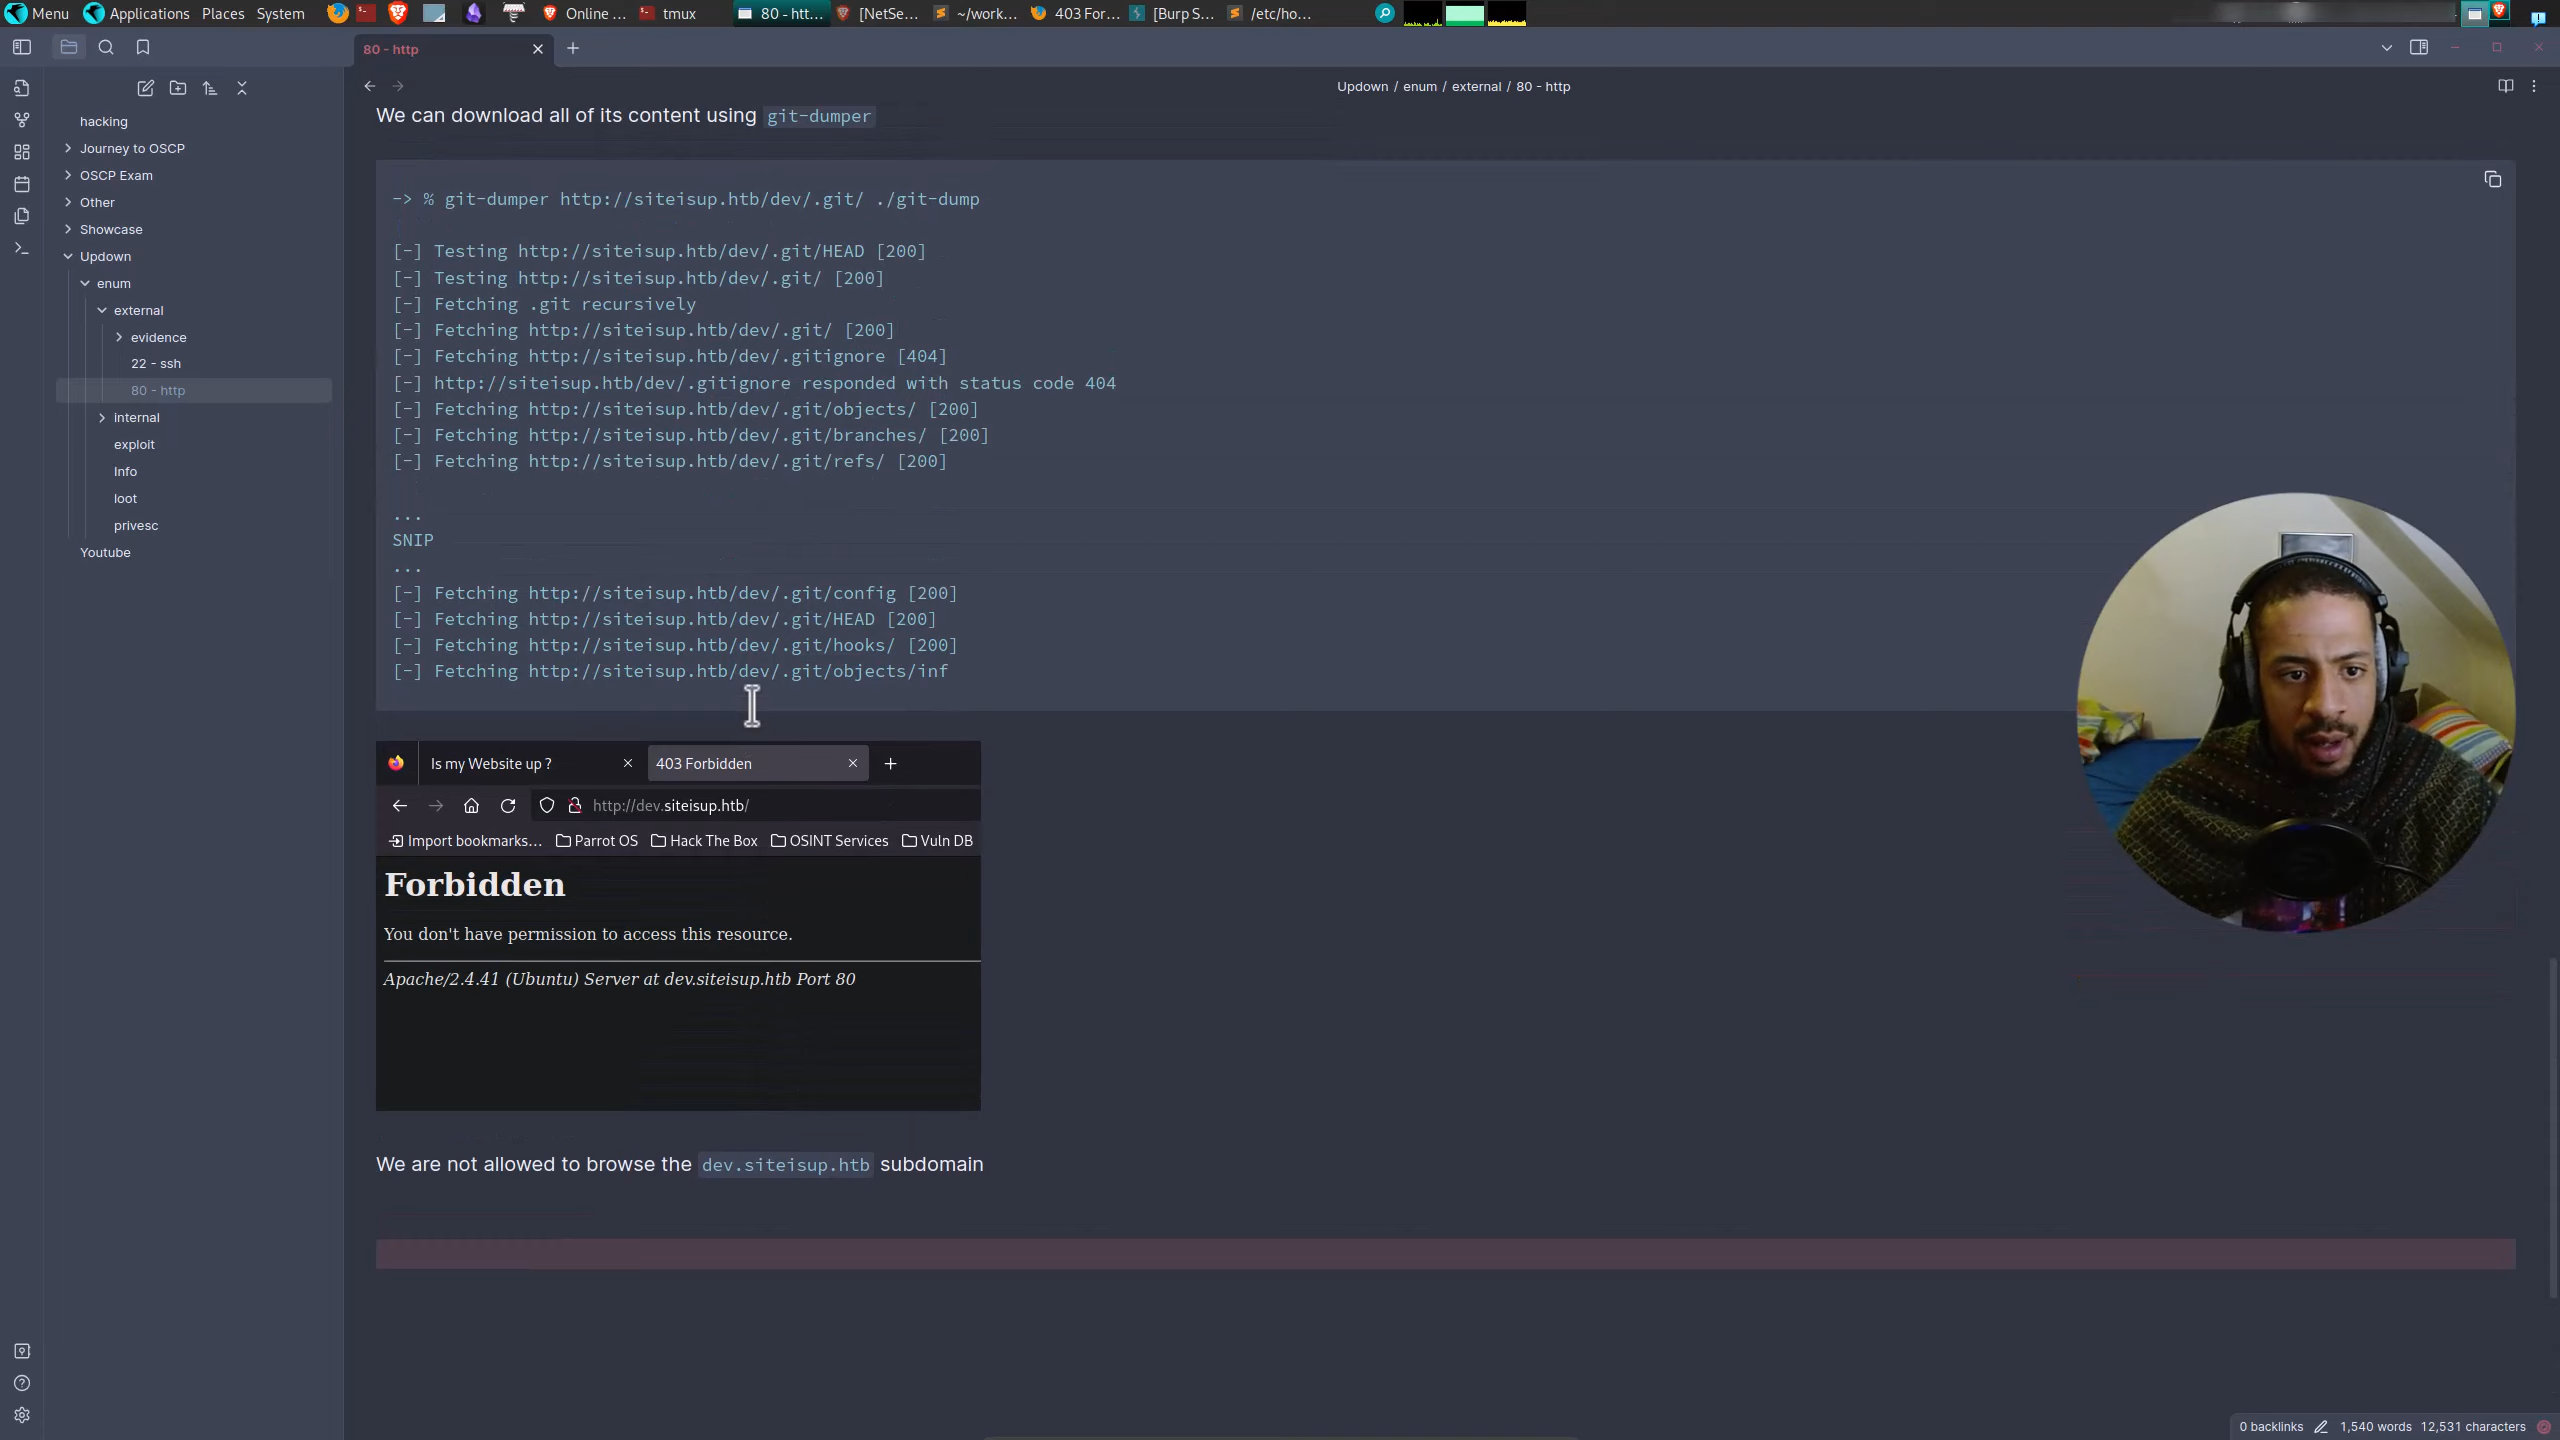 Menu Applications Places System Online ... tmux 80 - htt... [NetSe... ~/work... 403 For... [Burp S... /etc/ho...
80 - http
Updown / enum / external / 80 - http
hacking
Journey to OSCP
OSCP Exam
Other
Showcase
Updown
enum
external
evidence
22 - ssh
80 - http
internal
exploit
Info
loot
privesc
Youtube
We can download all of its content using git-dumper
-> % git-dumper http://siteisup.htb/dev/.git/ ./git-dump
[-] Testing http://siteisup.htb/dev/.git/HEAD [200]
[-] Testing http://siteisup.htb/dev/.git/ [200]
[-] Fetching .git recursively
[-] Fetching http://siteisup.htb/dev/.git/ [200]
[-] Fetching http://siteisup.htb/dev/.gitignore [404]
[-] http://siteisup.htb/dev/.gitignore responded with status code 404
[-] Fetching http://siteisup.htb/dev/.git/objects/ [200]
[-] Fetching http://siteisup.htb/dev/.git/branches/ [200]
[-] Fetching http://siteisup.htb/dev/.git/refs/ [200]
...
SNIP
...
[-] Fetching http://siteisup.htb/dev/.git/config [200]
[-] Fetching http://siteisup.htb/dev/.git/HEAD [200]
[-] Fetching http://siteisup.htb/dev/.git/hooks/ [200]
[-] Fetching http://siteisup.htb/dev/.git/objects/inf
Is my Website up ? 403 Forbidden
http://dev.siteisup.htb/
Import bookmarks... Parrot OS Hack The Box OSINT Services Vuln DB
Forbidden
You don't have permission to access this resource.
Apache/2.4.41 (Ubuntu) Server at dev.siteisup.htb Port 80
We are not allowed to browse the dev.siteisup.htb subdomain
0 backlinks 1,540 words 12,531 characters